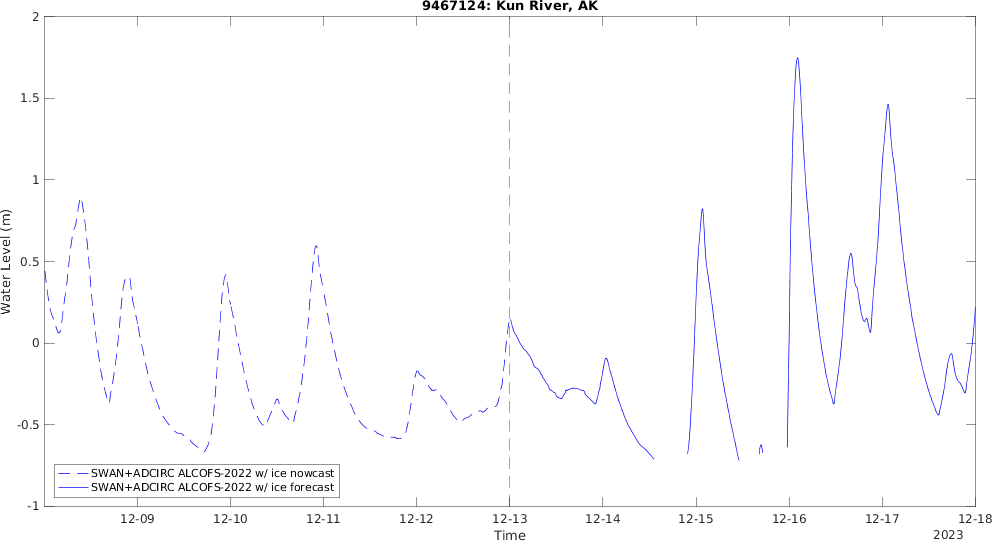 9467124: Kun River, AK
2
1.5
1
0.5
0
-0.5
-1
Water Level (m)
SWAN+ADCIRC ALCOFS-2022 w/ ice nowcast
SWAN+ADCIRC ALCOFS-2022 w/ ice forecast
12-09 12-10 12-11 12-12 12-13 12-14 12-15 12-16 12-17 12-18
Time
2023